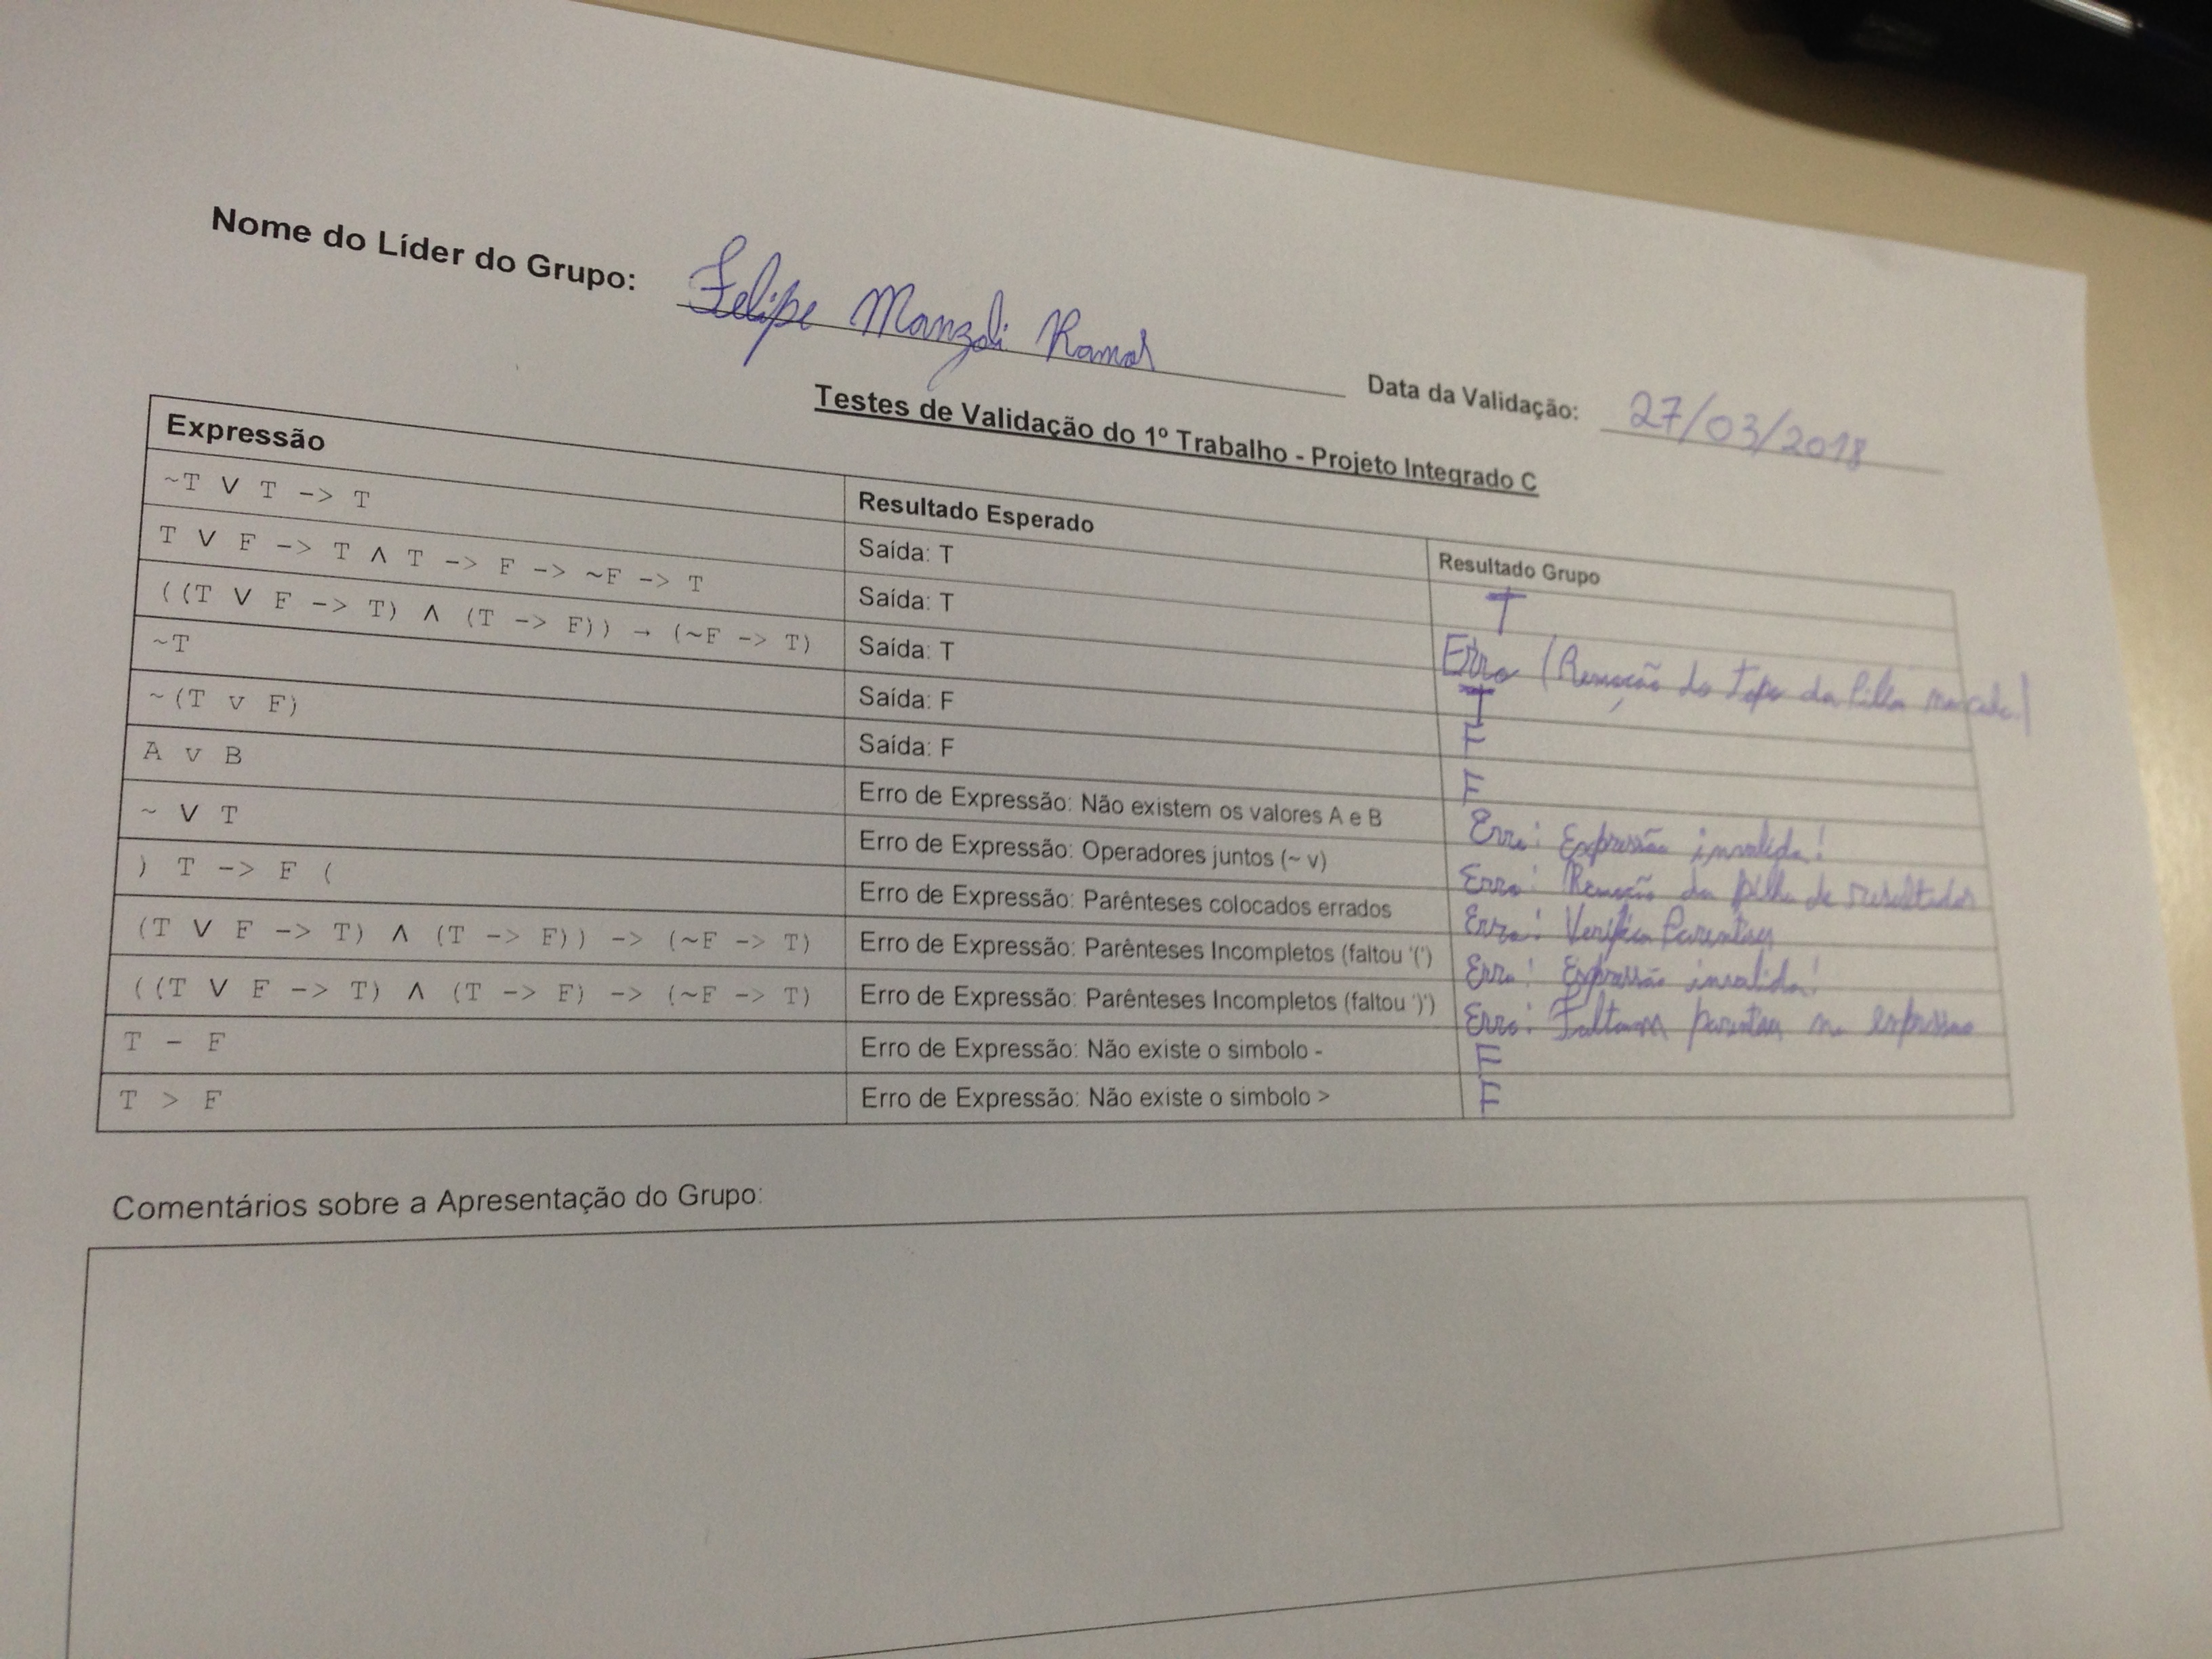 Nome do Líder do Grupo: Felipe Manzoli Ramos Data da Validação: 27/03/2018
Testes de Validação do 1º Trabalho - Projeto Integrado C
Expressão Resultado Esperado Resultado Grupo
~T V T -> T Saída: T T
T V F -> T Λ T -> F -> ~F -> T Saída: T Erro (Remoção do topo da pilha
((T V F -> T) Λ (T -> F)) → (~F -> T) Saída: T T
~T Saída: F F
~(T v F) Saída: F F
A v B Erro de Expressão: Não existem os valores A e B Erro: Expressão invalida!
~ V T Erro de Expressão: Operadores juntos (~ v) Erro: Remoção da pilha de resultados
) T -> F ( Erro de Expressão: Parênteses colocados errados Erro: Verifica Parenteses
(T V F -> T) Λ (T -> F)) -> (~F -> T) Erro de Expressão: Parênteses Incompletos (faltou '(') Erro: Expressão invalida!
((T V F -> T) Λ (T -> F) -> (~F -> T) Erro de Expressão: Parênteses Incompletos (faltou ')') Erro: Faltam parenteses na expressao
T - F Erro de Expressão: Não existe o simbolo - F
T > F Erro de Expressão: Não existe o simbolo > F
Comentários sobre a Apresentação do Grupo: